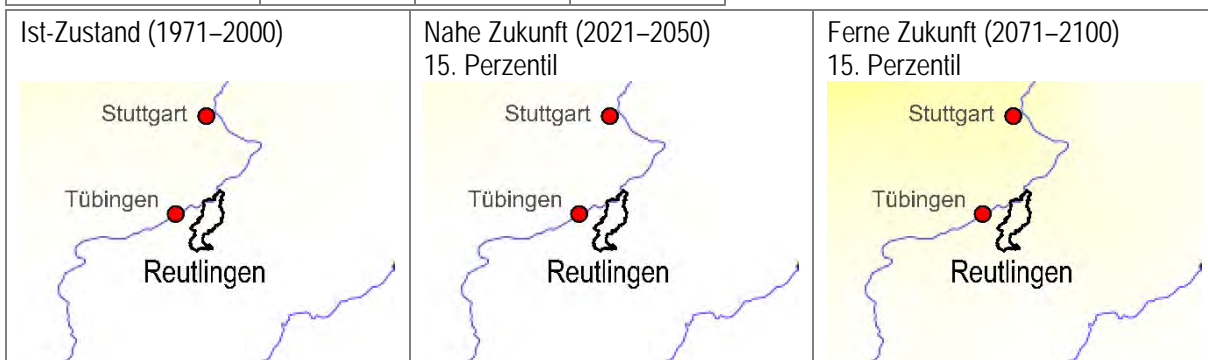 Ist-Zustand (1971–2000)
Nahe Zukunft (2021–2050)
15. Perzentil
Ferne Zukunft (2071–2100)
15. Perzentil
Stuttgart
Tübingen
Reutlingen
Stuttgart
Tübingen
Reutlingen
Stuttgart
Tübingen
Reutlingen